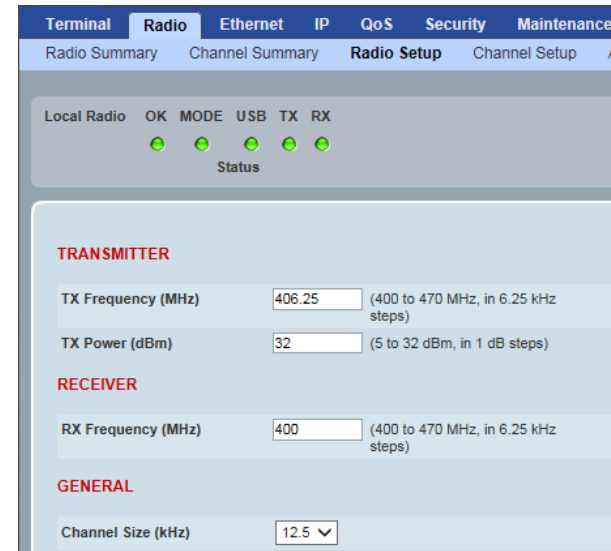 Terminal Radio Ethernet IP QoS Security Maintenance
Radio Summary Channel Summary Radio Setup Channel Setup
Local Radio OK MODE USB TX RX
Status
TRANSMITTER
TX Frequency (MHz) 406.25 (400 to 470 MHz, in 6.25 kHz
steps)
TX Power (dBm) 32 (5 to 32 dBm, in 1 dB steps)
RECEIVER
RX Frequency (MHz) 400 (400 to 470 MHz, in 6.25 kHz
steps)
GENERAL
Channel Size (kHz) 12.5